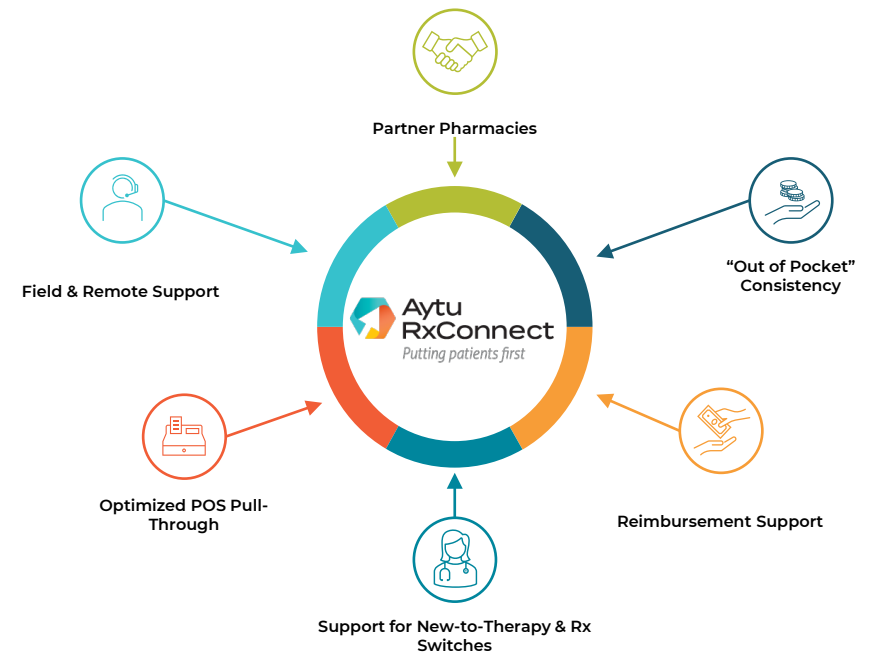 Partner Pharmacies
“Out of Pocket”
Consistency
Field & Remote Support
Aytu
RxConnect
Putting patients first
Optimized POS Pull-
Through
Reimbursement Support
Support for New-to-Therapy & Rx
Switches